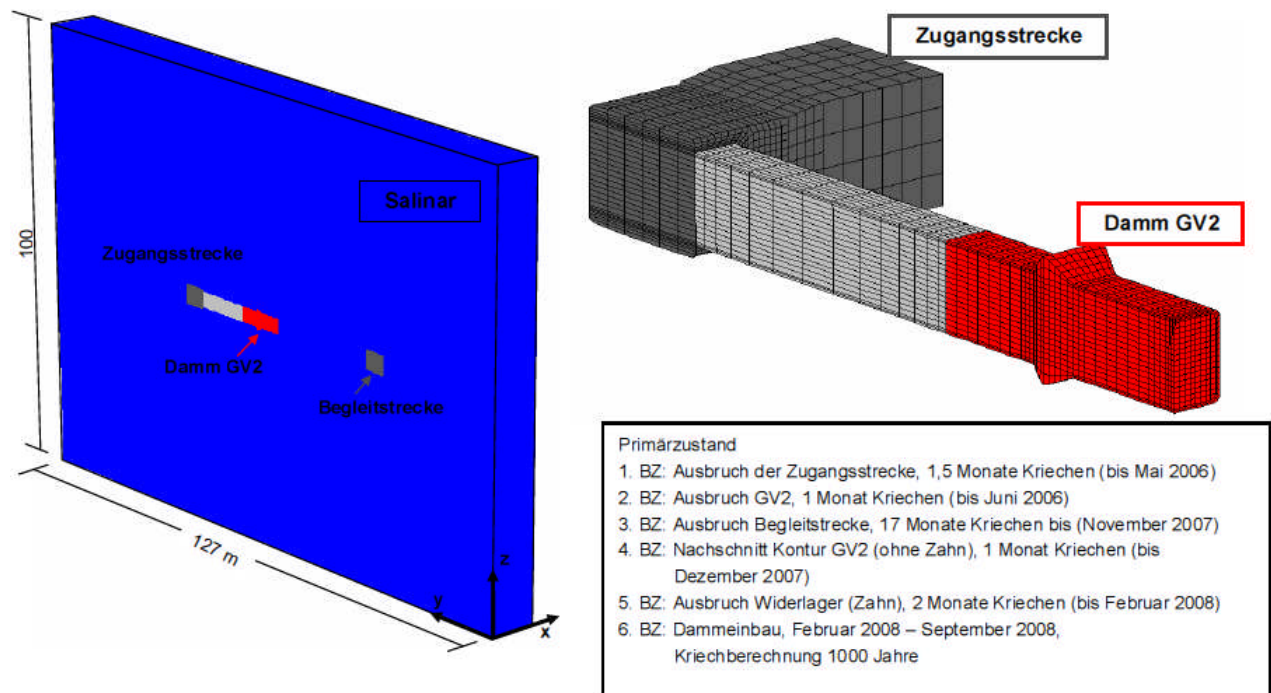 Zugangsstrecke
Salinar
100
Zugangsstrecke
Damm GV2
Damm GV2
Begleitstrecke
127 m
z
y
x
Primärzustand
1. BZ: Ausbruch der Zugangsstrecke, 1,5 Monate Kriechen (bis Mai 2006)
2. BZ: Ausbruch GV2, 1 Monat Kriechen (bis Juni 2006)
3. BZ: Ausbruch Begleitstrecke, 17 Monate Kriechen bis (November 2007)
4. BZ: Nachschnitt Kontur GV2 (ohne Zahn), 1 Monat Kriechen (bis
Dezember 2007)
5. BZ: Ausbruch Widerlager (Zahn), 2 Monate Kriechen (bis Februar 2008)
6. BZ: Dammeinbau, Februar 2008 – September 2008,
Kriechberechnung 1000 Jahre